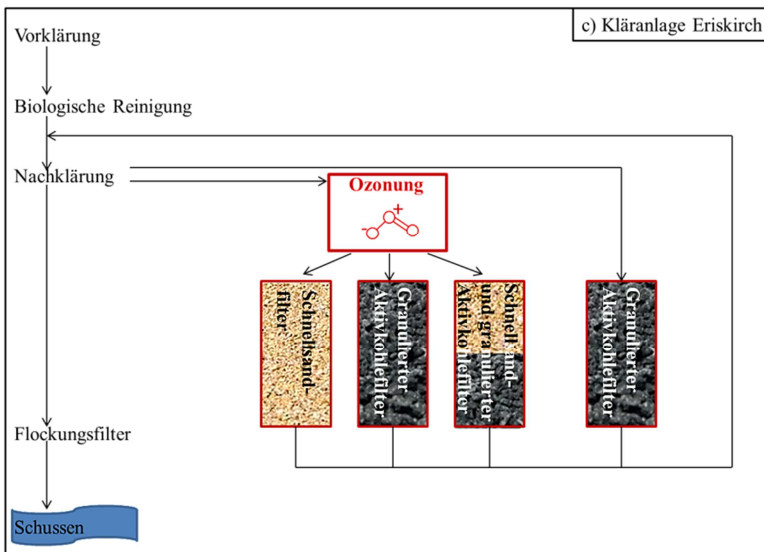 c) Kläranlage Eriskirch
Vorklärung
Biologische Reinigung
Nachklärung
Ozonung
- +
Schnellsand-
filter
Granulierter
Aktivkohlefilter
Schnellsand-
und granulierter
Aktivkohlefilter
Granulierter
Aktivkohlefilter
Flockungsfilter
Schussen